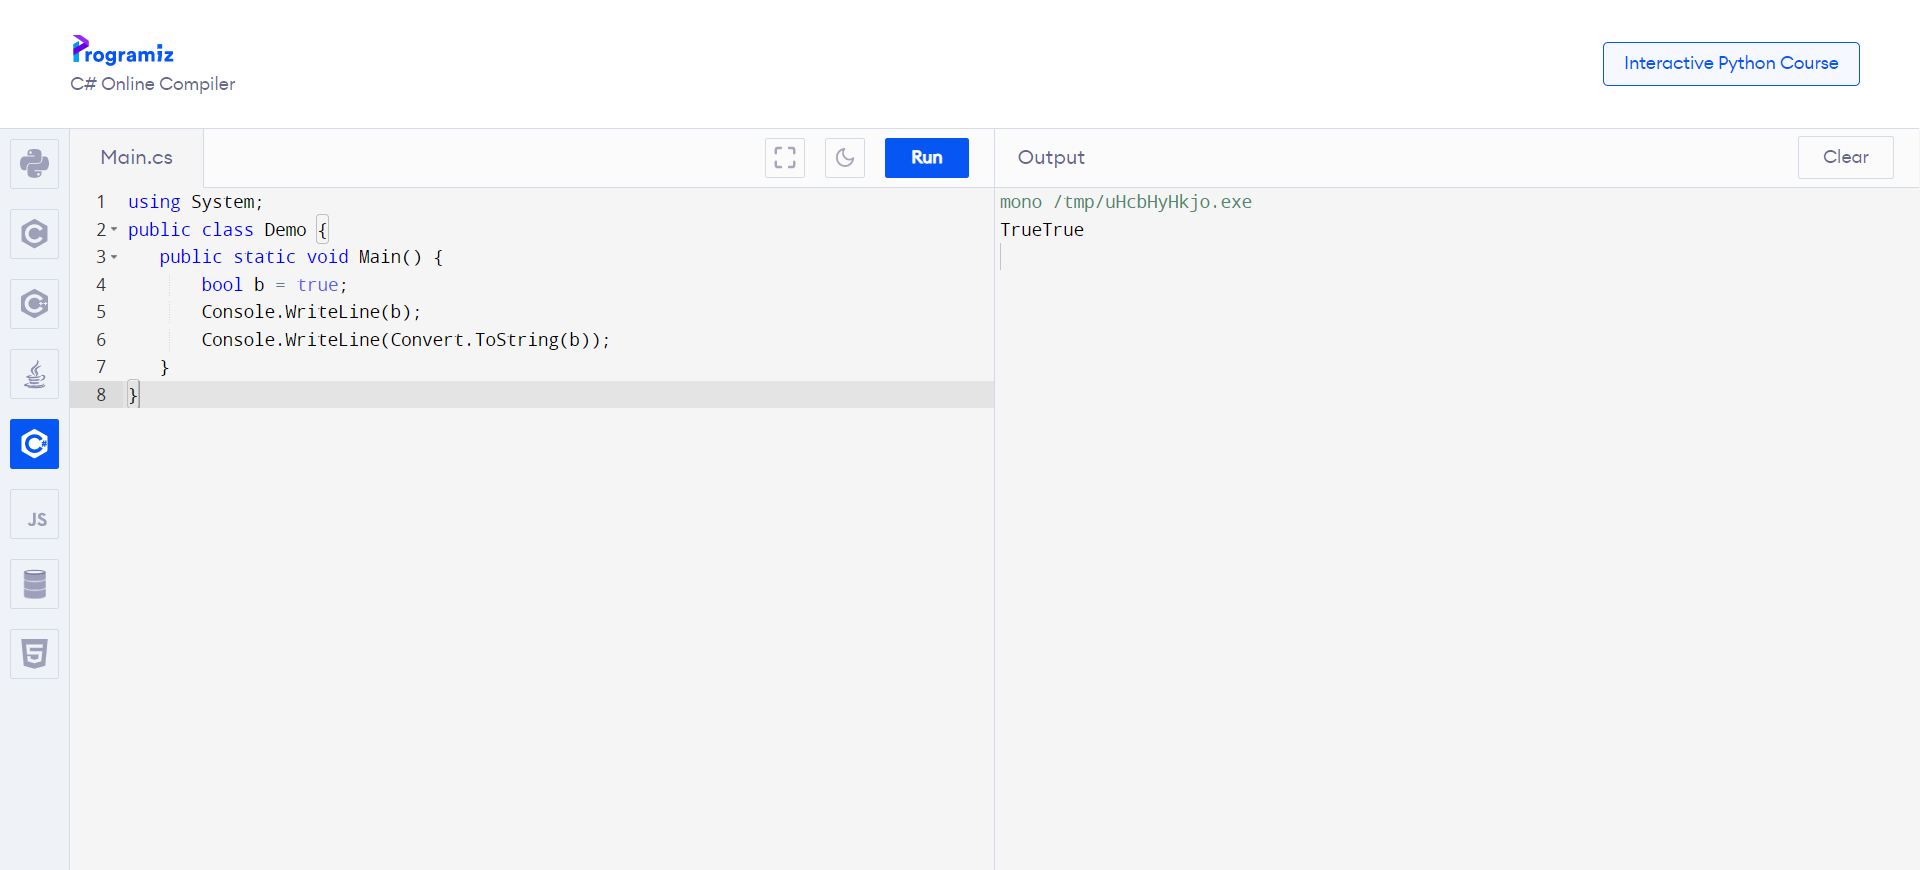 Programiz
C# Online Compiler
Interactive Python Course
Main.cs
Run
Output
Clear
1 using System;
2 public class Demo {
3    public static void Main() {
4        bool b = true;
5        Console.WriteLine(b);
6        Console.WriteLine(Convert.ToString(b));
7    }
8 }
mono /tmp/uHcbHyHkjo.exe
TrueTrue
C
C++
C#
JS
5